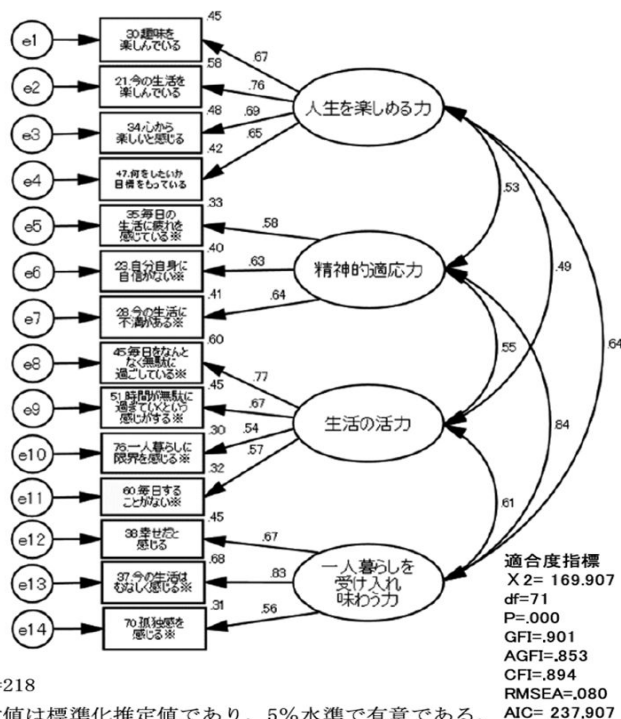 .45
e1
30.趣味を
楽しんでいる
.67
.58
e2
21.今の生活を
楽しんでいる
.76
人生を楽しめる力
.48
e3
34.心から
楽しいと感じる
.69
.42
e4
47.何をしたいか
目標をもっている
.65
.33
e5
35.毎日の
生活に疲れを
感じている※
.58
.53
.40
e6
23.自分自身に
自信がない※
.63
精神的適応力
.49
.41
e7
28.今の生活に
不満がある※
.64
.60
e8
45.毎日をなんと
なく無駄に
過ごしている※
.77
.55
.64
.45
e9
51.時間が無駄に
過ぎていくという
感じがする※
.67
生活の活力
.84
.30
e10
76.一人暮らしに
限界を感じる※
.54
.32
e11
60.毎日する
ことがない※
.57
.61
.45
e12
38.幸せだと
感じる
.67
.68
e13
37.今の生活は
むなしく感じる※
.83
一人暮らしを
受け入れ
味わう力
.31
e14
70.孤独感を
感じる※
.56
適合度指標
X2= 169.907
df=71
P=.000
GFI=.901
AGFI=.853
CFI=.894
RMSEA=.080
AIC= 237.907
=218
値は標準化推定値であり、5%水準で有意である。